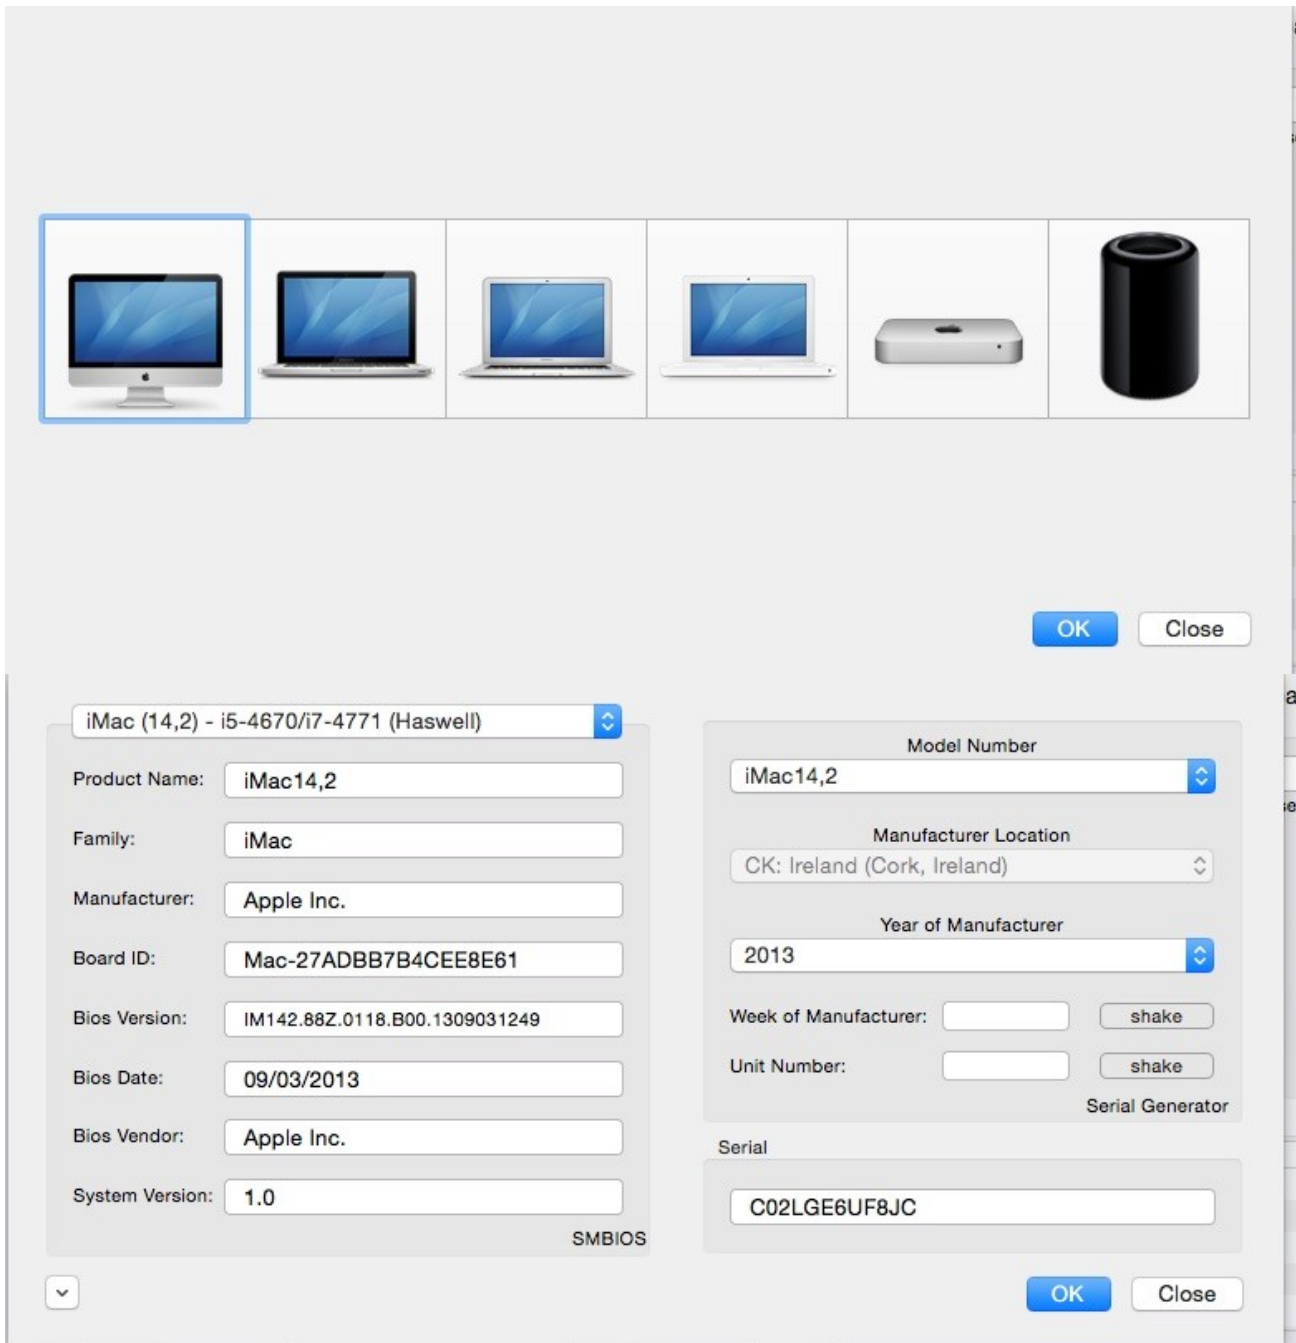 OK Close
iMac (14,2) - i5-4670/i7-4771 (Haswell)
Product Name: iMac14,2
Family: iMac
Manufacturer: Apple Inc.
Board ID: Mac-27ADBB7B4CEE8E61
Bios Version: IM142.88Z.0118.B00.1309031249
Bios Date: 09/03/2013
Bios Vendor: Apple Inc.
System Version: 1.0
SMBIOS
Model Number
iMac14,2
Manufacturer Location
CK: Ireland (Cork, Ireland)
Year of Manufacturer
2013
Week of Manufacturer: shake
Unit Number: shake
Serial Generator
Serial
C02LGE6UF8JC
OK Close